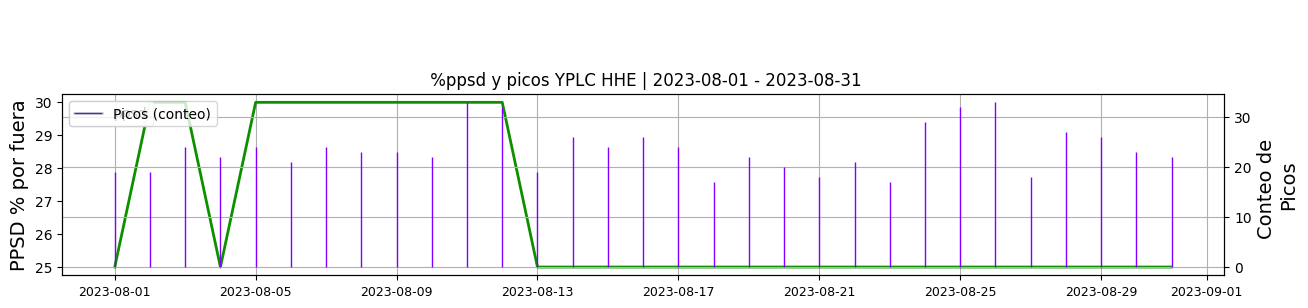 %ppsd y picos YPLC HHE | 2023-08-01 - 2023-08-31
PPSD % por fuera
30
29
28
27
26
25
Picos (conteo)
30
20
10
0
Conteo de
Picos
2023-08-01 2023-08-05 2023-08-09 2023-08-13 2023-08-17 2023-08-21 2023-08-25 2023-08-29 2023-09-01